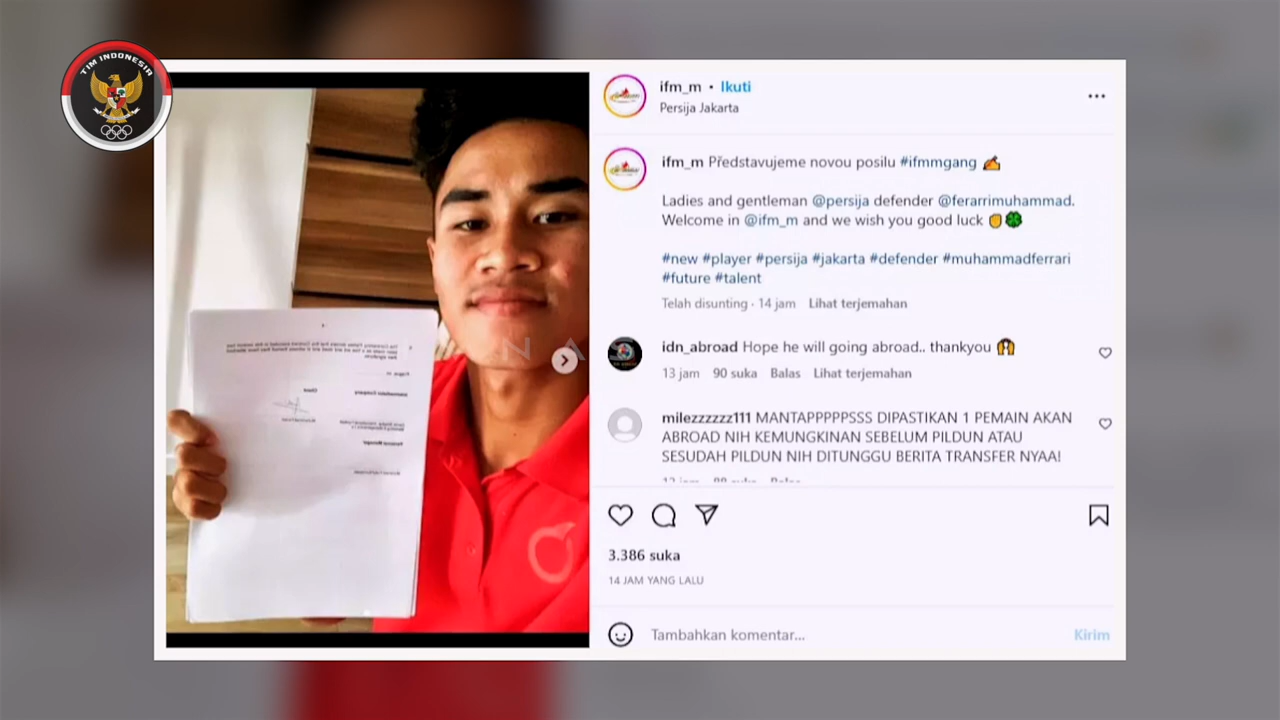 TIM INDONESIA
ifm_m • Ikuti
Persija Jakarta
ifm_m Představujeme novou posilu #ifmmgang
Ladies and gentleman @persija defender @ferarrimuhammad.
Welcome in @ifm_m and we wish you good luck
#new #player #persija #jakarta #defender #muhammadferrari
#future #talent
Telah disunting · 14 jam Lihat terjemahan
idn_abroad Hope he will going abroad.. thankyou
13 jam 90 suka Balas Lihat terjemahan
milezzzzzz111 MANTAPPPPPSSS DIPASTIKAN 1 PEMAIN AKAN
ABROAD NIH KEMUNGKINAN SEBELUM PILDUN ATAU
SESUDAH PILDUN NIH DITUNGGU BERITA TRANSFER NYAA!
3.386 suka
14 JAM YANG LALU
Tambahkan komentar...
Kirim